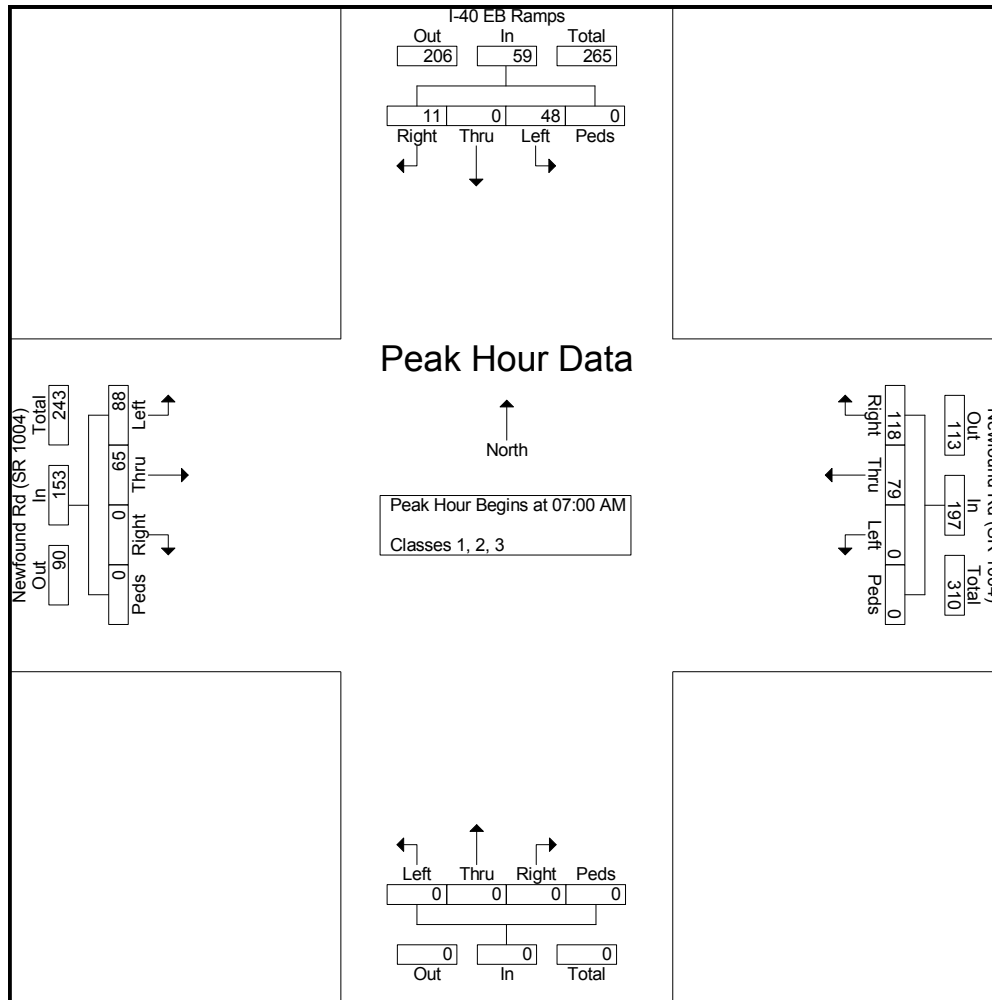 I-40 EB Ramps
Out In Total
206 59 265
11 0 48 0
Right Thru Left Peds
Peak Hour Data
North
Peak Hour Begins at 07:00 AM
Classes 1, 2, 3
Newfound Rd (SR 1004)
Out In Total
90 153 243
88 65 0 0
Left Thru Right Peds
Right Thru Left Peds
118 79 0 0
Out In Total
113 197 310
Newfound Rd (SR 1004)
Left Thru Right Peds
0 0 0 0
0 0 0
Out In Total